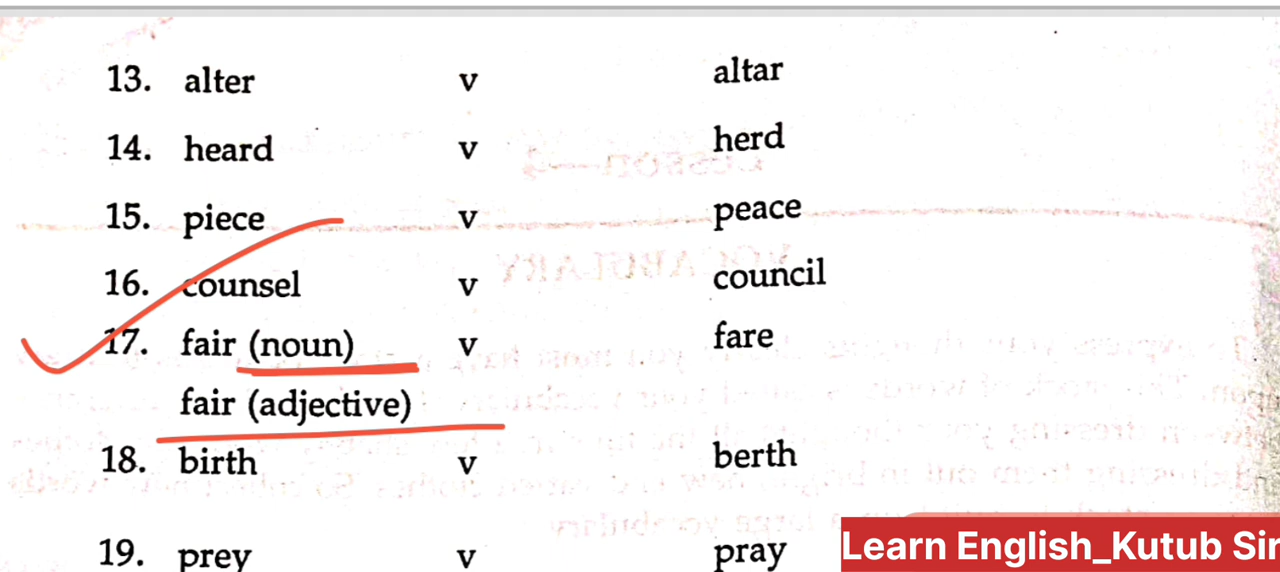 13. alter v altar
14. heard v herd
15. piece v peace
16. counsel v council
17. fair (noun) v fare
fair (adjective)
18. birth v berth
19. prey v pray
Learn English_Kutub Sir